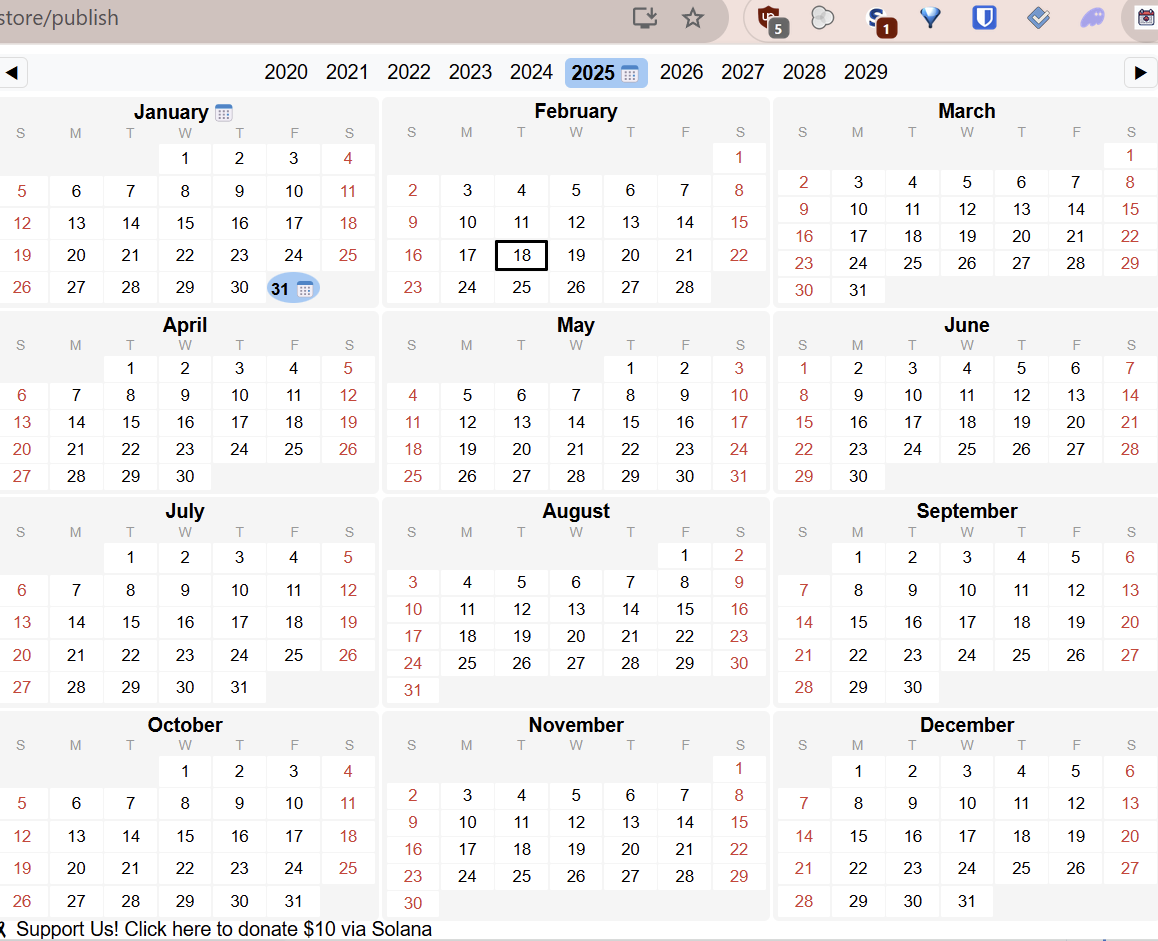 store/publish
5
1
◀ 2020 2021 2022 2023 2024 2025 2026 2027 2028 2029 ▶
January
S M T W T F S
1 2 3 4
5 6 7 8 9 10 11
12 13 14 15 16 17 18
19 20 21 22 23 24 25
26 27 28 29 30 31
February
S M T W T F S
1
2 3 4 5 6 7 8
9 10 11 12 13 14 15
16 17 18 19 20 21 22
23 24 25 26 27 28
March
S M T W T F S
1
2 3 4 5 6 7 8
9 10 11 12 13 14 15
16 17 18 19 20 21 22
23 24 25 26 27 28 29
30 31
April
S M T W T F S
1 2 3 4 5
6 7 8 9 10 11 12
13 14 15 16 17 18 19
20 21 22 23 24 25 26
27 28 29 30
May
S M T W T F S
1 2 3
4 5 6 7 8 9 10
11 12 13 14 15 16 17
18 19 20 21 22 23 24
25 26 27 28 29 30 31
June
S M T W T F S
1 2 3 4 5 6 7
8 9 10 11 12 13 14
15 16 17 18 19 20 21
22 23 24 25 26 27 28
29 30
July
S M T W T F S
1 2 3 4 5
6 7 8 9 10 11 12
13 14 15 16 17 18 19
20 21 22 23 24 25 26
27 28 29 30 31
August
S M T W T F S
1 2
3 4 5 6 7 8 9
10 11 12 13 14 15 16
17 18 19 20 21 22 23
24 25 26 27 28 29 30
31
September
S M T W T F S
1 2 3 4 5 6
7 8 9 10 11 12 13
14 15 16 17 18 19 20
21 22 23 24 25 26 27
28 29 30
October
S M T W T F S
1 2 3 4
5 6 7 8 9 10 11
12 13 14 15 16 17 18
19 20 21 22 23 24 25
26 27 28 29 30 31
November
S M T W T F S
1
2 3 4 5 6 7 8
9 10 11 12 13 14 15
16 17 18 19 20 21 22
23 24 25 26 27 28 29
30
December
S M T W T F S
1 2 3 4 5 6
7 8 9 10 11 12 13
14 15 16 17 18 19 20
21 22 23 24 25 26 27
28 29 30 31
Support Us! Click here to donate $10 via Solana